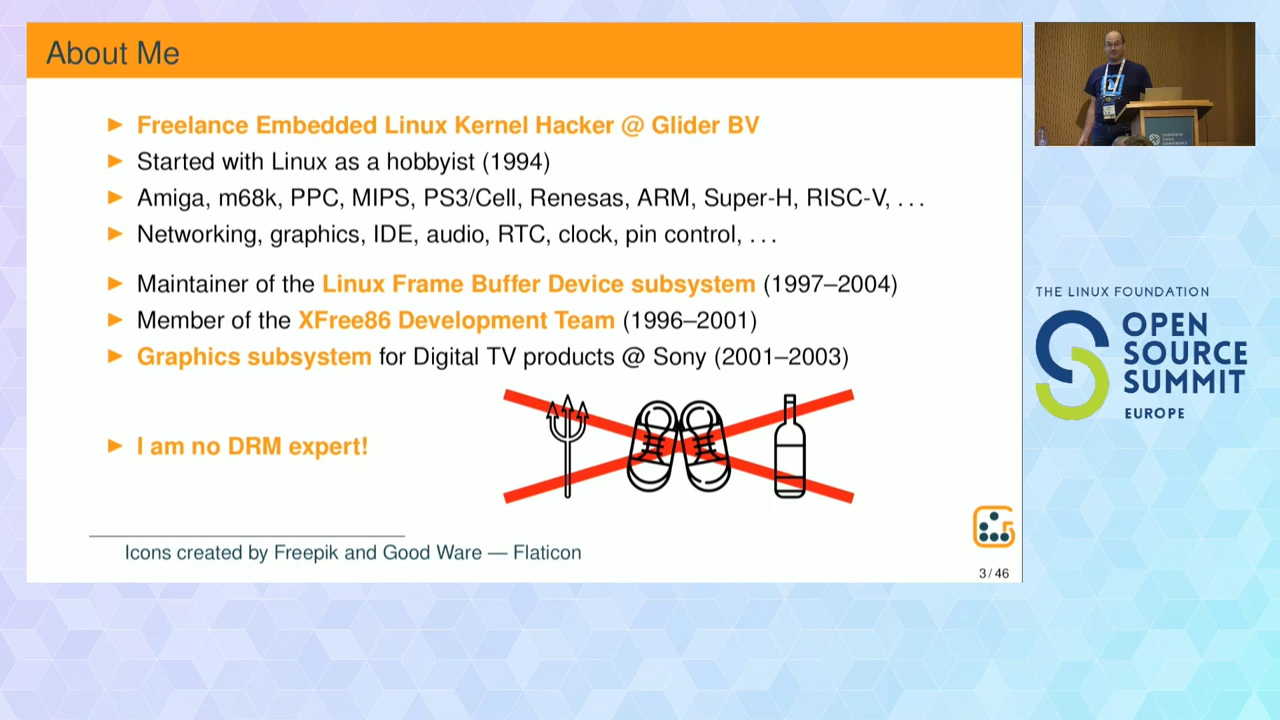 About Me
► Freelance Embedded Linux Kernel Hacker @ Glider BV
► Started with Linux as a hobbyist (1994)
► Amiga, m68k, PPC, MIPS, PS3/Cell, Renesas, ARM, Super-H, RISC-V, . . .
► Networking, graphics, IDE, audio, RTC, clock, pin control, . . .
► Maintainer of the Linux Frame Buffer Device subsystem (1997–2004)
► Member of the XFree86 Development Team (1996–2001)
► Graphics subsystem for Digital TV products @ Sony (2001–2003)
► I am no DRM expert!
Icons created by Freepik and Good Ware — Flaticon
3 / 46
THE LINUX FOUNDATION
OPEN
SOURCE
SUMMIT
EUROPE